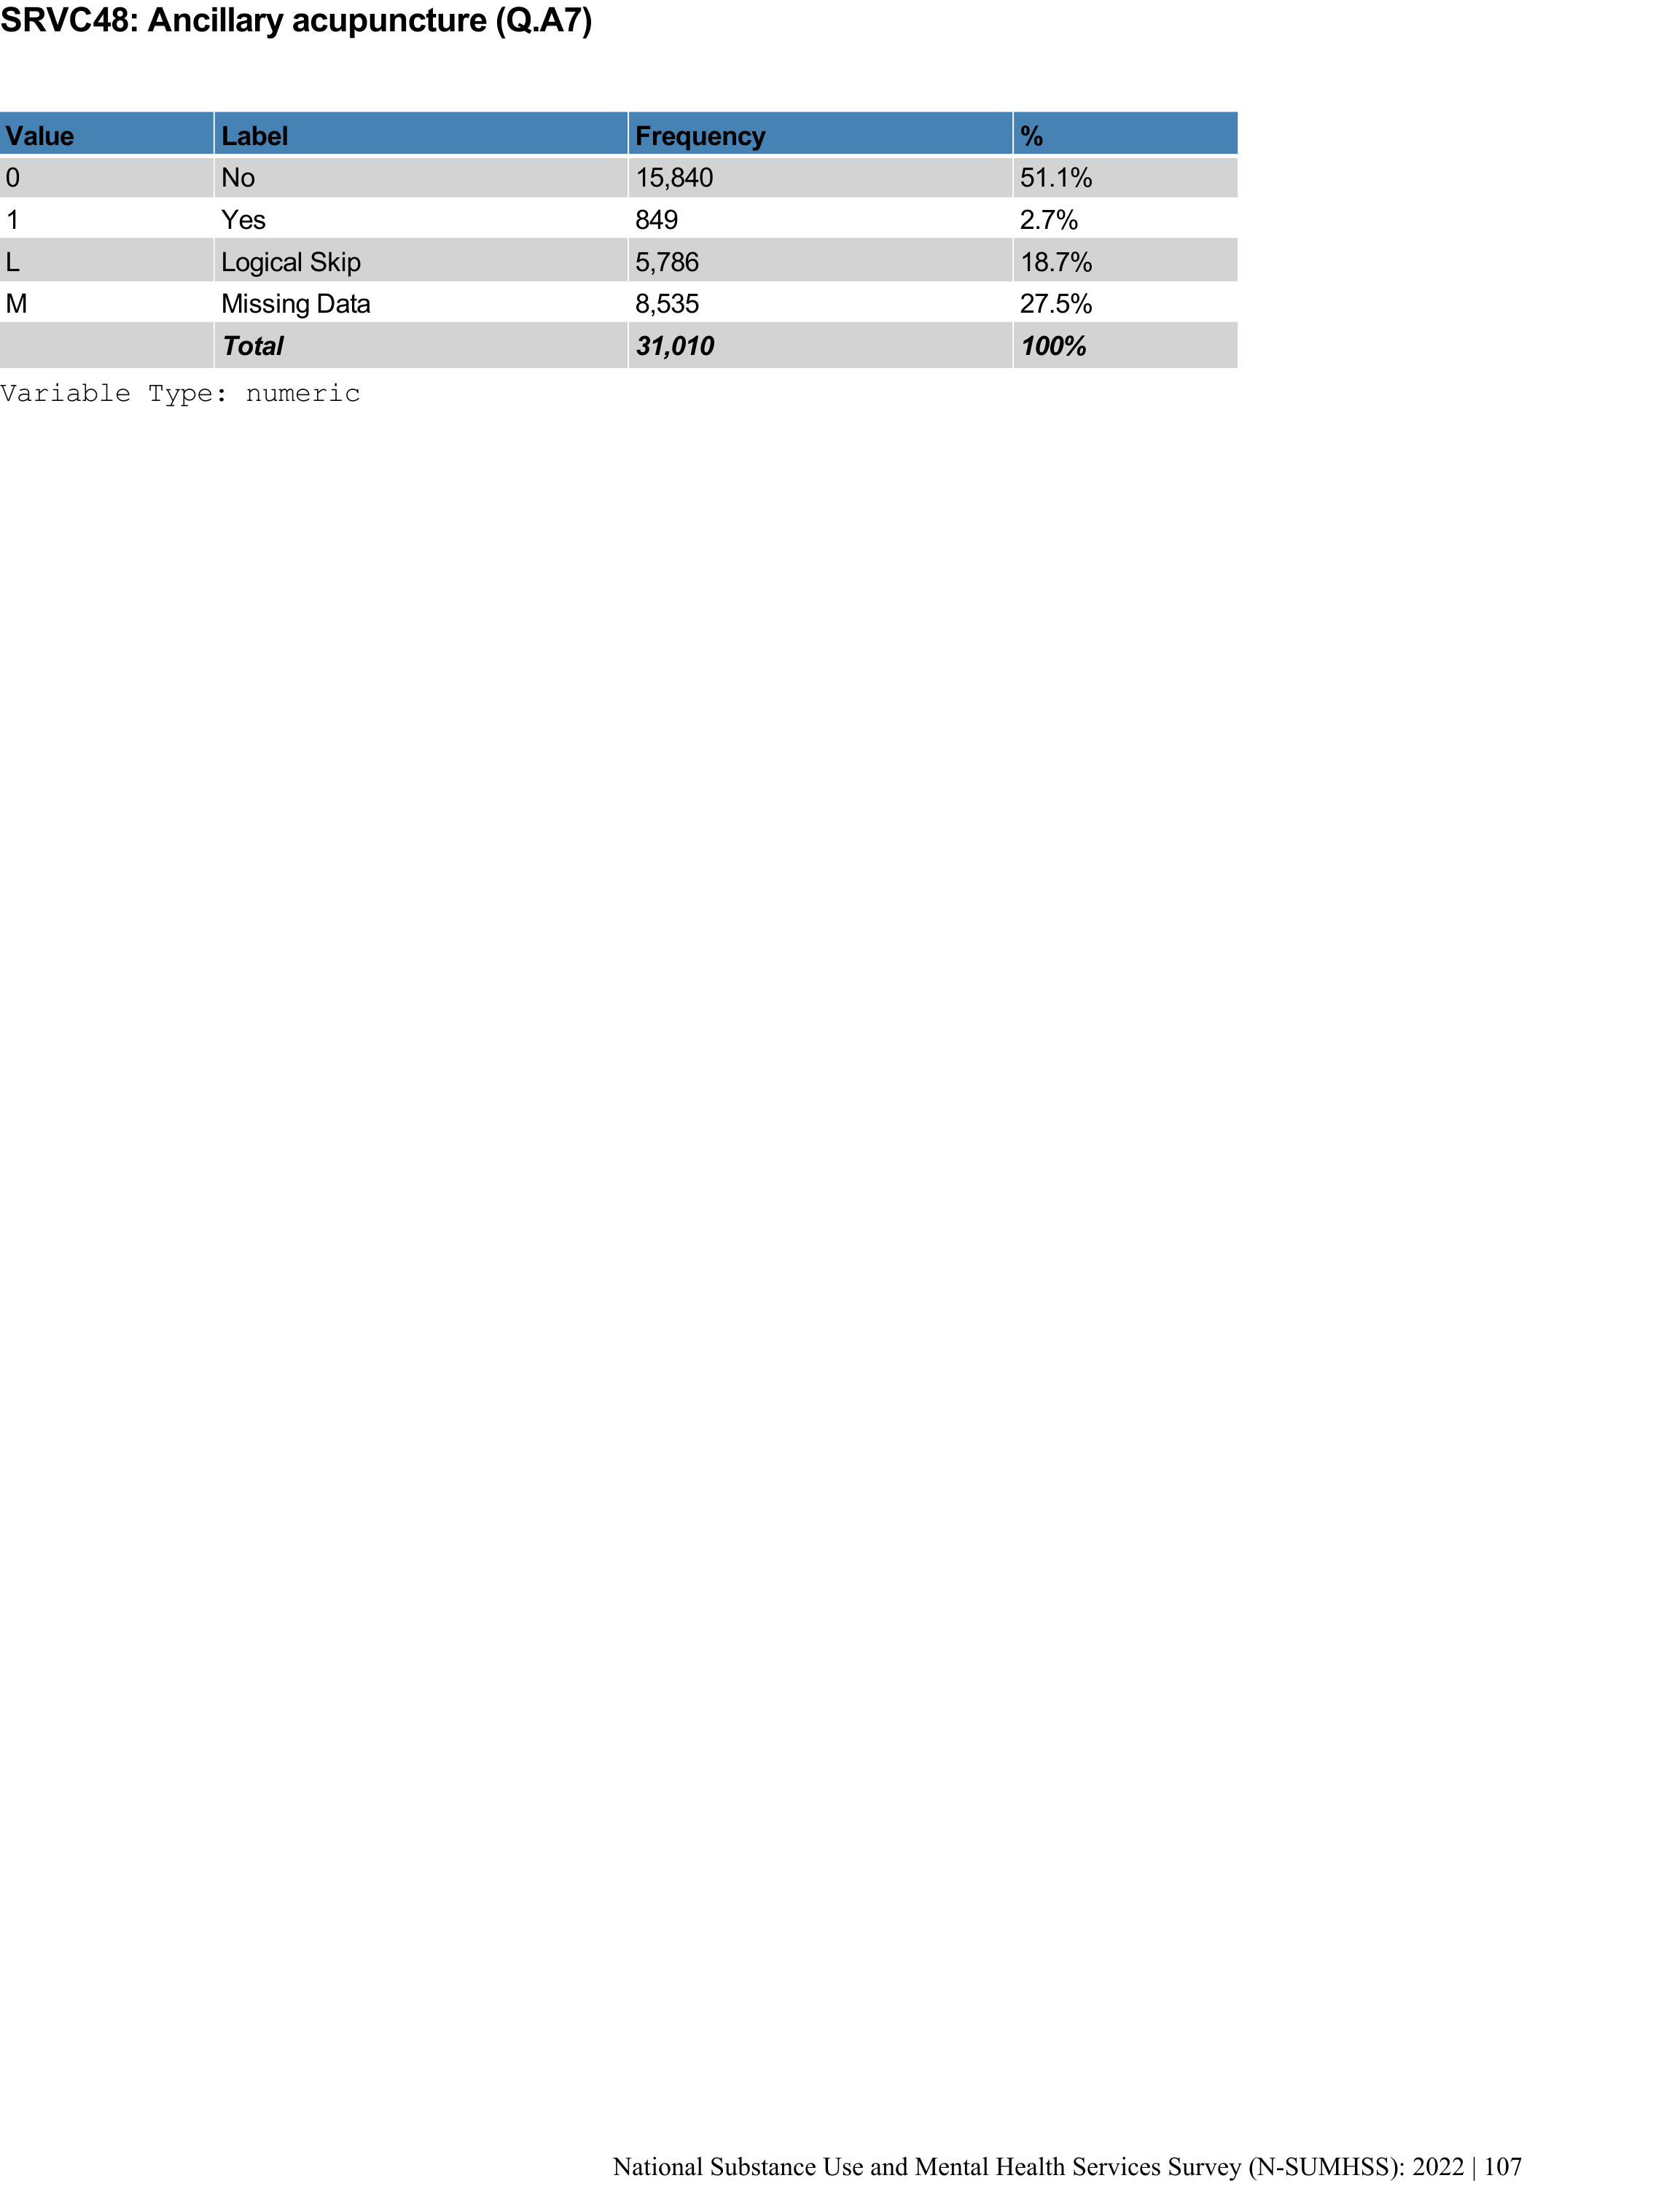 SRVC48: Ancillary acupuncture (Q.A7)
Value Label Frequency %
0 No 15,840 51.1%
1 Yes 849 2.7%
L Logical Skip 5,786 18.7%
M Missing Data 8,535 27.5%
Total 31,010 100%
Variable Type: numeric
National Substance Use and Mental Health Services Survey (N-SUMHSS): 2022 | 107